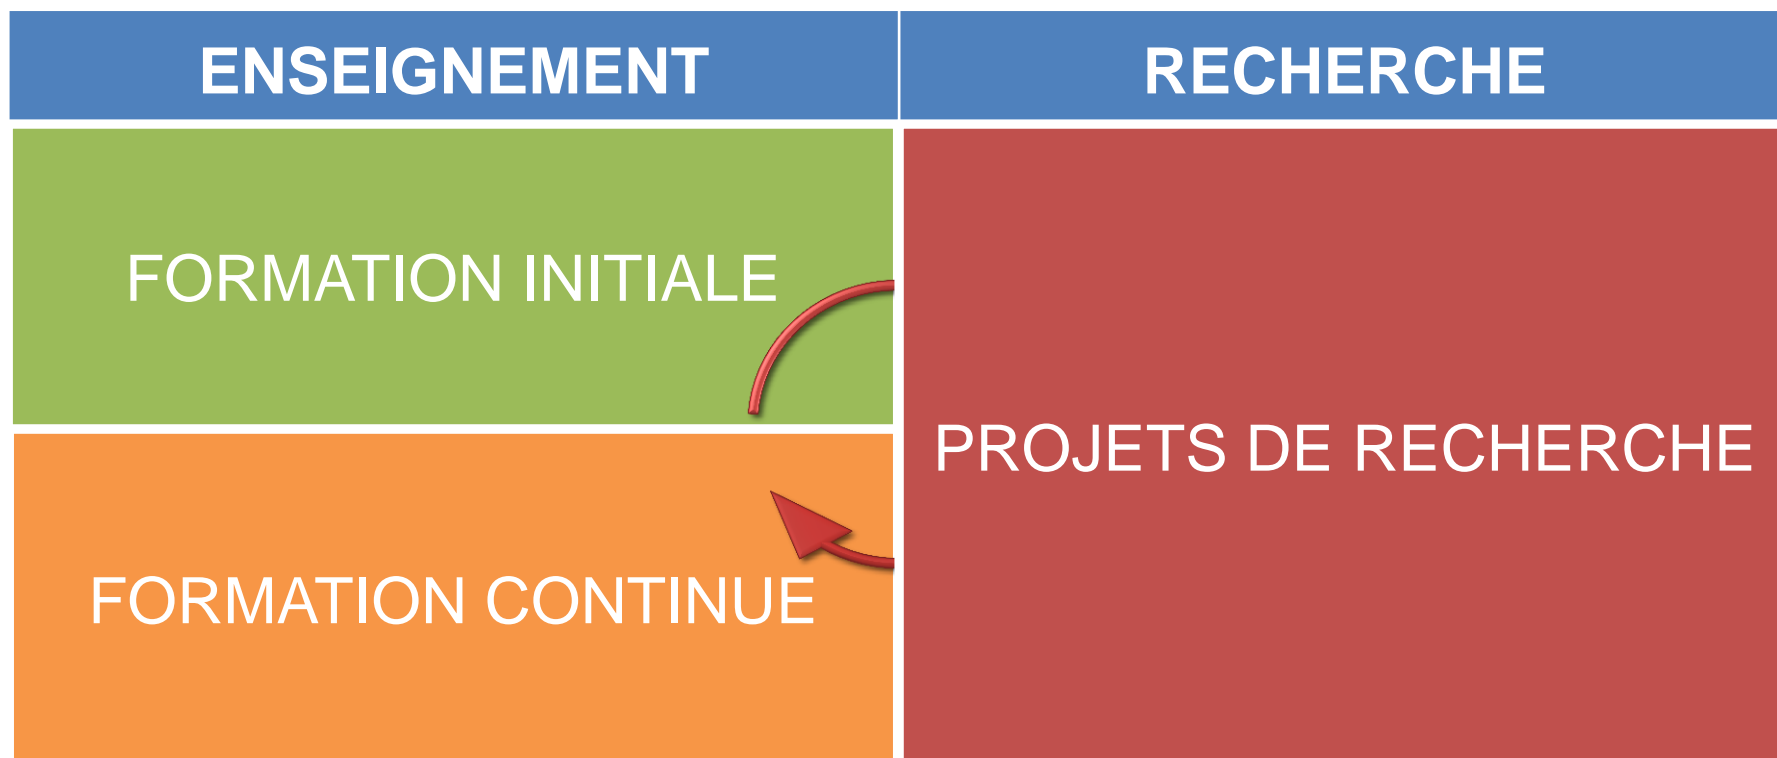 ENSEIGNEMENT
RECHERCHE
FORMATION INITIALE
PROJETS DE RECHERCHE
FORMATION CONTINUE